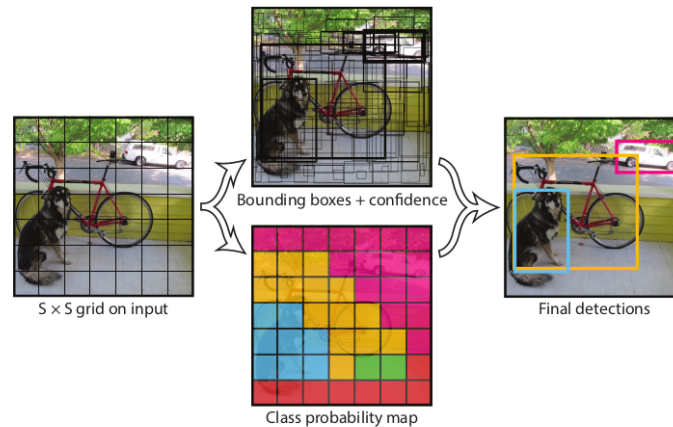 S × S grid on input
Bounding boxes + confidence
Class probability map
Final detections